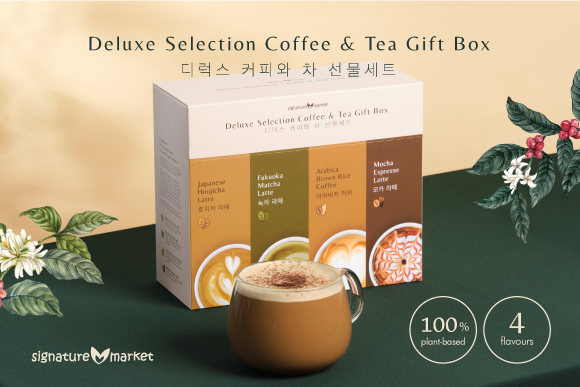 Deluxe Selection Coffee & Tea Gift Box
디럭스 커피와 차 선물세트
signature market
Deluxe Selection Coffee & Tea Gift Box
디럭스 커피와 차 선물세트
Japanese
Houjicha
Latte
호지차 라떼
Fukuoka
Matcha
Latte
녹차 라떼
Arabica
Brown Rice
Coffee
아라비카 커피
Mocha
Espresso
Latte
모카 라떼
100%
plant-based
4
flavours
signature market